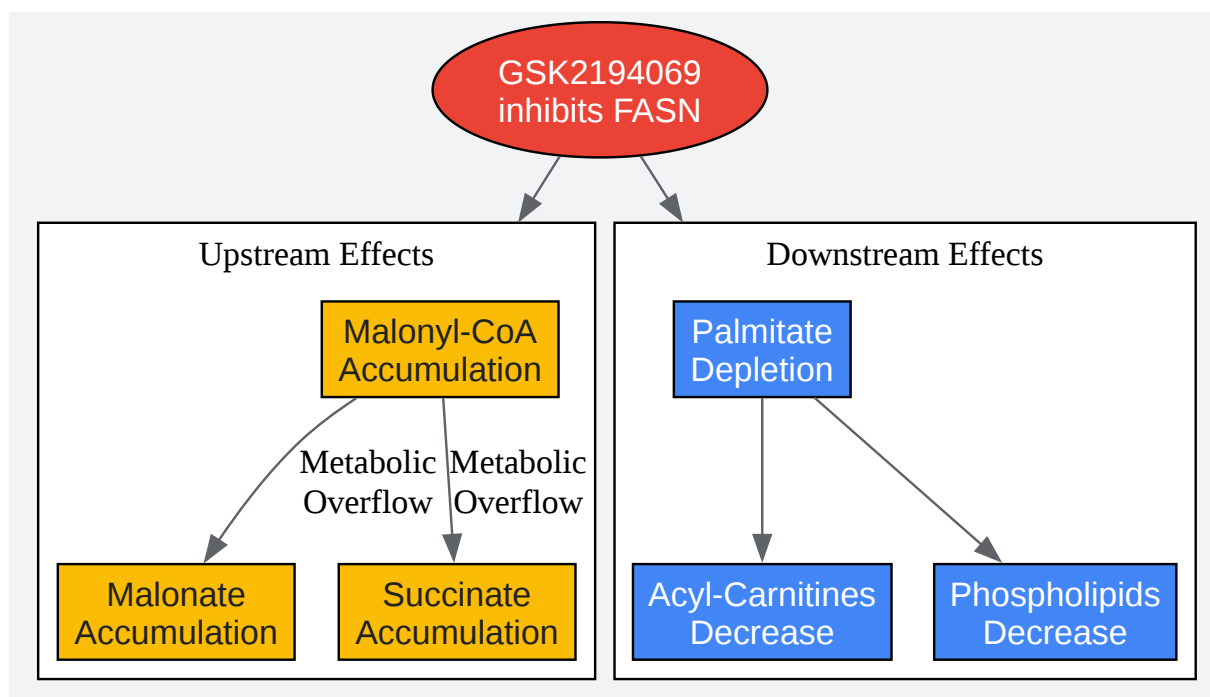 GSK2194069
inhibits FASN
Upstream Effects
Malonyl-CoA
Accumulation
Metabolic
Overflow
Metabolic
Overflow
Malonate
Accumulation
Succinate
Accumulation
Downstream Effects
Palmitate
Depletion
Acyl-Carnitines
Decrease
Phospholipids
Decrease